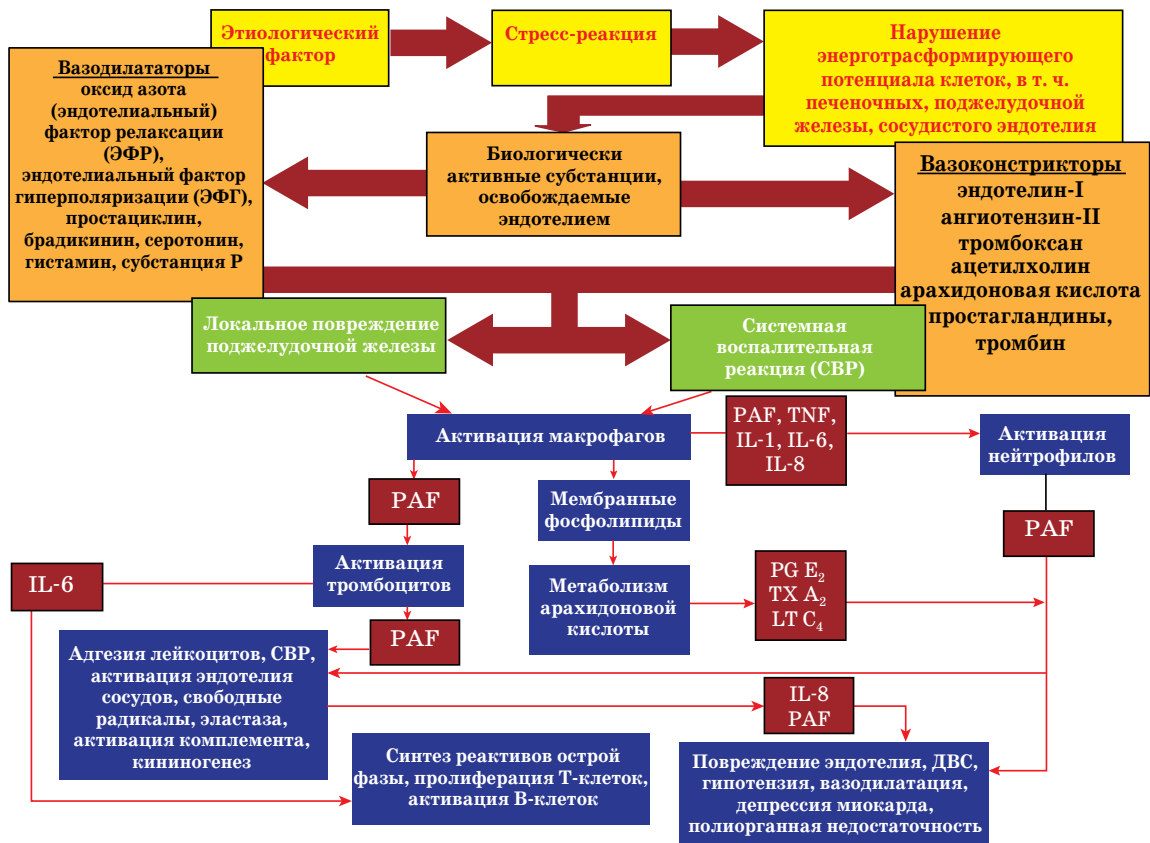 Этиологический
фактор
Стресс-реакция
Нарушение
энерготрасформирующего
потенциала клеток, в т. ч.
печеночных, поджелудочной
железы, сосудистого эндотелия
Вазодилататоры
оксид азота
(эндотелиальный)
фактор релаксации
(ЭФР),
эндотелиальный фактор
гиперполяризации (ЭФГ),
простациклин,
брадикинин, серотонин,
гистамин, субстанция Р
Биологически
активные субстанции,
освобождаемые
эндотелием
Вазоконстрикторы
эндотелин-I
ангиотензин-II
тромбоксан
ацетилхолин
арахидоновая кислота
простагландины,
тромбин
Локальное повреждение
поджелудочной железы
Системная
воспалительная
реакция (СВР)
Активация макрофагов
PAF, TNF,
IL-1, IL-6,
IL-8
Активация
нейтрофилов
PAF
Мембранные
фосфолипиды
PAF
Активация
тромбоцитов
IL-6
Метаболизм
арахидоновой
кислоты
PG E₂
TX A₂
LT C₄
PAF
Адгезия лейкоцитов, СВР,
активация эндотелия
сосудов, свободные
радикалы, эластаза,
активация комплемента,
кининогенез
IL-8
PAF
Синтез реактивов острой
фазы, пролиферация Т-клеток,
активация В-клеток
Повреждение эндотелия, ДВС,
гипотензия, вазодилатация,
депрессия миокарда,
полиорганная недостаточность